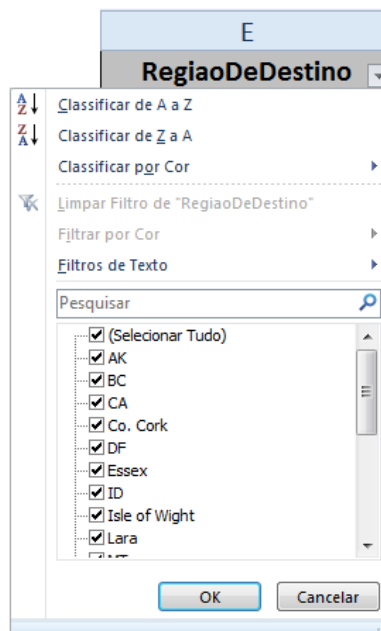 E
RegiaoDeDestino
Classificar de A a Z
Classificar de Z a A
Classificar por Cor
Limpar Filtro de "RegiaoDeDestino"
Filtrar por Cor
Filtros de Texto
Pesquisar
(Selecionar Tudo)
AK
BC
CA
Co. Cork
DF
Essex
ID
Isle of Wight
Lara
OK Cancelar